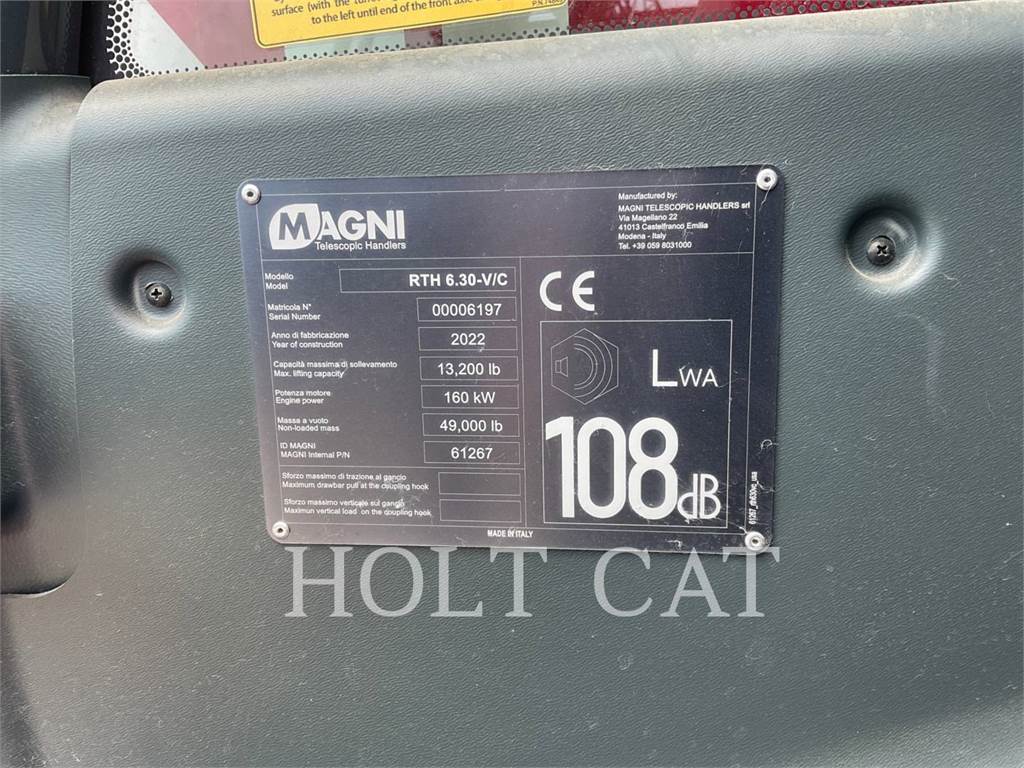 surface (with the
to the left until end of the front axle
MAGNI
Telescopic Handlers
Manufactured by:
MAGNI TELESCOPIC HANDLERS srl
Via Magellano 22
41013 Castelfranco Emilia
Modena - Italy
Tel. +39 059 8031000
Modello
Model
RTH 6.30-V/C
Matricola N°
Serial Number
00006197
Anno di fabbricazione
Year of construction
2022
Capacità massima di sollevamento
Max. lifting capacity
13,200 lb
Potenza motore
Engine power
160 kW
Massa a vuoto
Non-loaded mass
49,000 lb
ID MAGNI
MAGNI Internal P/N
61267
Sforzo massimo di trazione al gancio
Maximum drawbar pull at the coupling hook
Sforzo massimo verticale sul gancio
Maximun vertical load on the coupling hook
CE
LWA
108dB
MADE IN ITALY
HOLT CAT